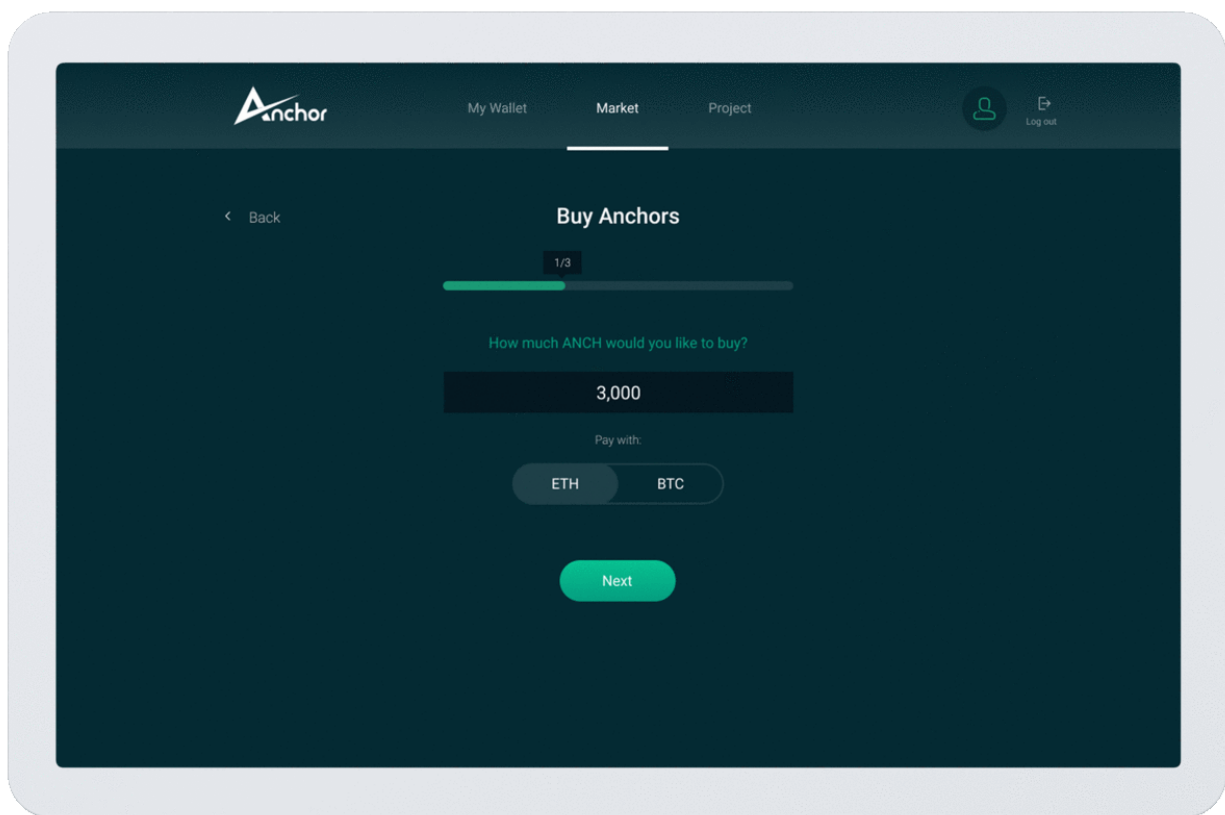 Anchor
My Wallet
Market
Project
Log out
Back
Buy Anchors
1/3
How much ANCH would you like to buy?
3,000
Pay with:
ETH
BTC
Next